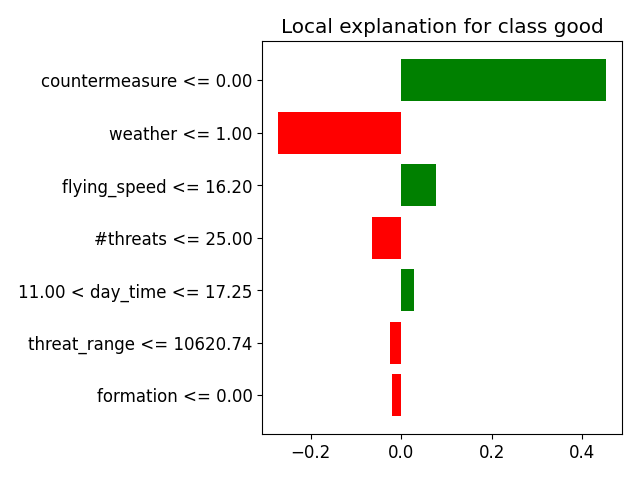 Local explanation for class good
countermeasure <= 0.00
weather <= 1.00
flying_speed <= 16.20
#threats <= 25.00
11.00 < day_time <= 17.25
threat_range <= 10620.74
formation <= 0.00
−0.2 0.0 0.2 0.4